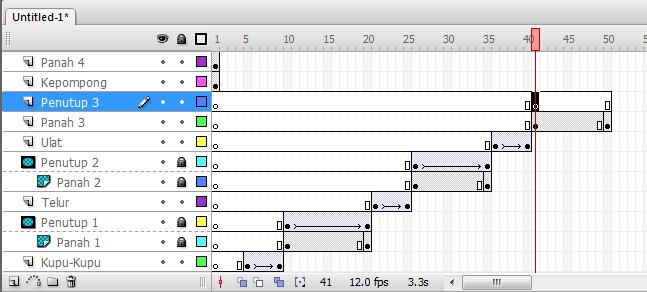 Untitled-1*
1 5 10 15 20 25 30 35 40 45 50 55
Panah 4
Kepompong
Penutup 3
Panah 3
Ulat
Penutup 2
Panah 2
Telur
Penutup 1
Panah 1
Kupu-Kupu
41 12.0 fps 3.3s